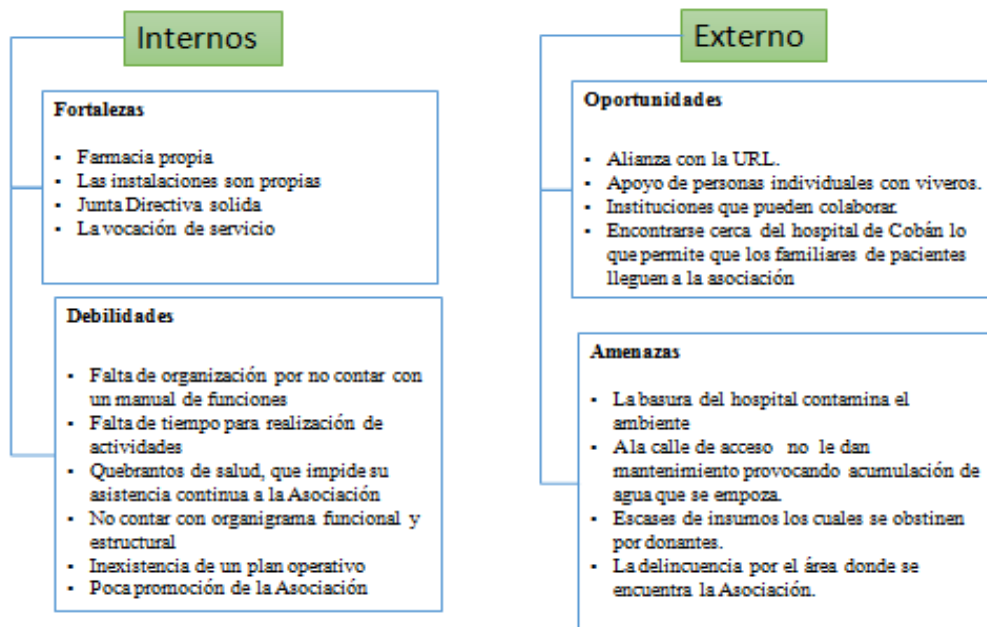 Internos
Fortalezas
▪ Farmacia propia
▪ Las instalaciones son propias
▪ Junta Directiva solida
▪ La vocación de servicio
Debilidades
▪ Falta de organización por no contar con
un manual de funciones
▪ Falta de tiempo para realización de
actividades
▪ Quebrantos de salud, que impide su
asistencia continua a la Asociación
▪ No contar con organigrama funcional y
estructural
▪ Inexistencia de un plan operativo
▪ Poca promoción de la Asociación
Externo
Oportunidades
▪ Alianza con la URL.
▪ Apoyo de personas individuales con viveros.
▪ Instituciones que pueden colaborar.
▪ Encontrarse cerca del hospital de Cobán lo
que permite que los familiares de pacientes
lleguen a la asociación
Amenazas
▪ La basura del hospital contamina el
ambiente
▪ A la calle de acceso no le dan
mantenimiento provocando acumulación de
agua que se empoza.
▪ Escases de insumos los cuales se obstinen
por donantes.
▪ La delincuencia por el área donde se
encuentra la Asociación.